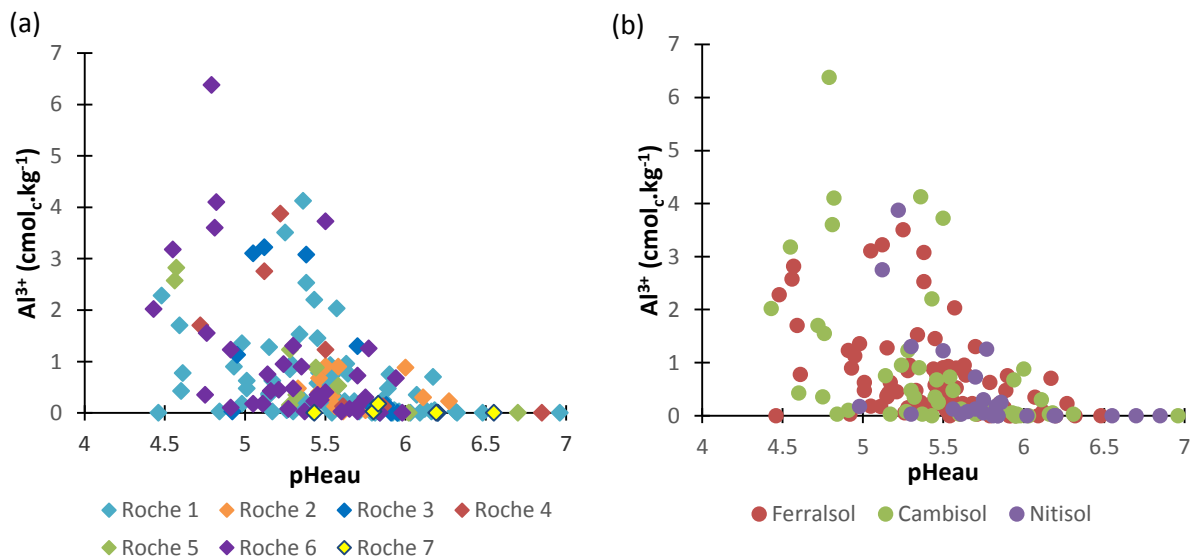 (a)
7
6
5
4
3
2
1
0
Al³⁺ (cmolc.kg⁻¹)
4 4.5 5 5.5 6 6.5 7
pHeau
Roche 1 Roche 2 Roche 3 Roche 4
Roche 5 Roche 6 Roche 7
(b)
7
6
5
4
3
2
1
0
Al³⁺ (cmolc.kg⁻¹)
4 4.5 5 5.5 6 6.5 7
pHeau
Ferralsol Cambisol Nitisol